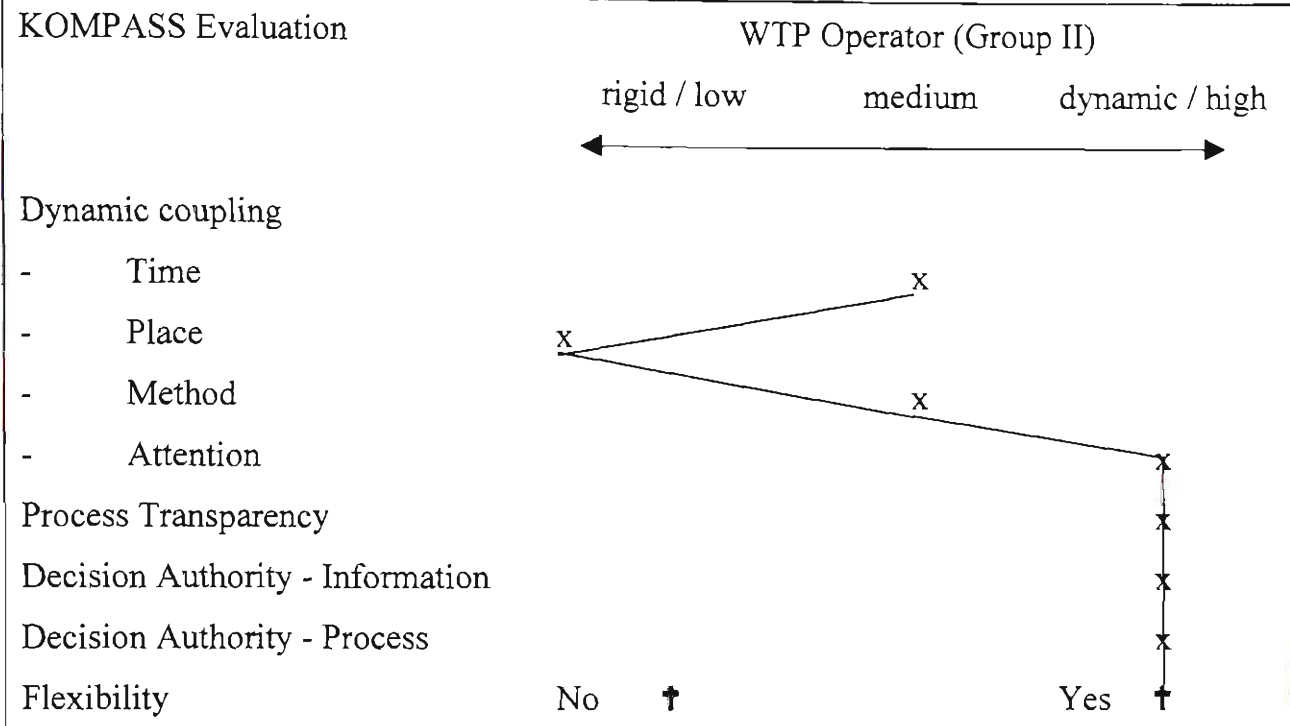 KOMPASS Evaluation
WTP Operator (Group II)
rigid / low medium dynamic / high
Dynamic coupling
- Time x
- Place x
- Method x
- Attention x
Process Transparency x
Decision Authority - Information x
Decision Authority - Process x
Flexibility No † Yes †